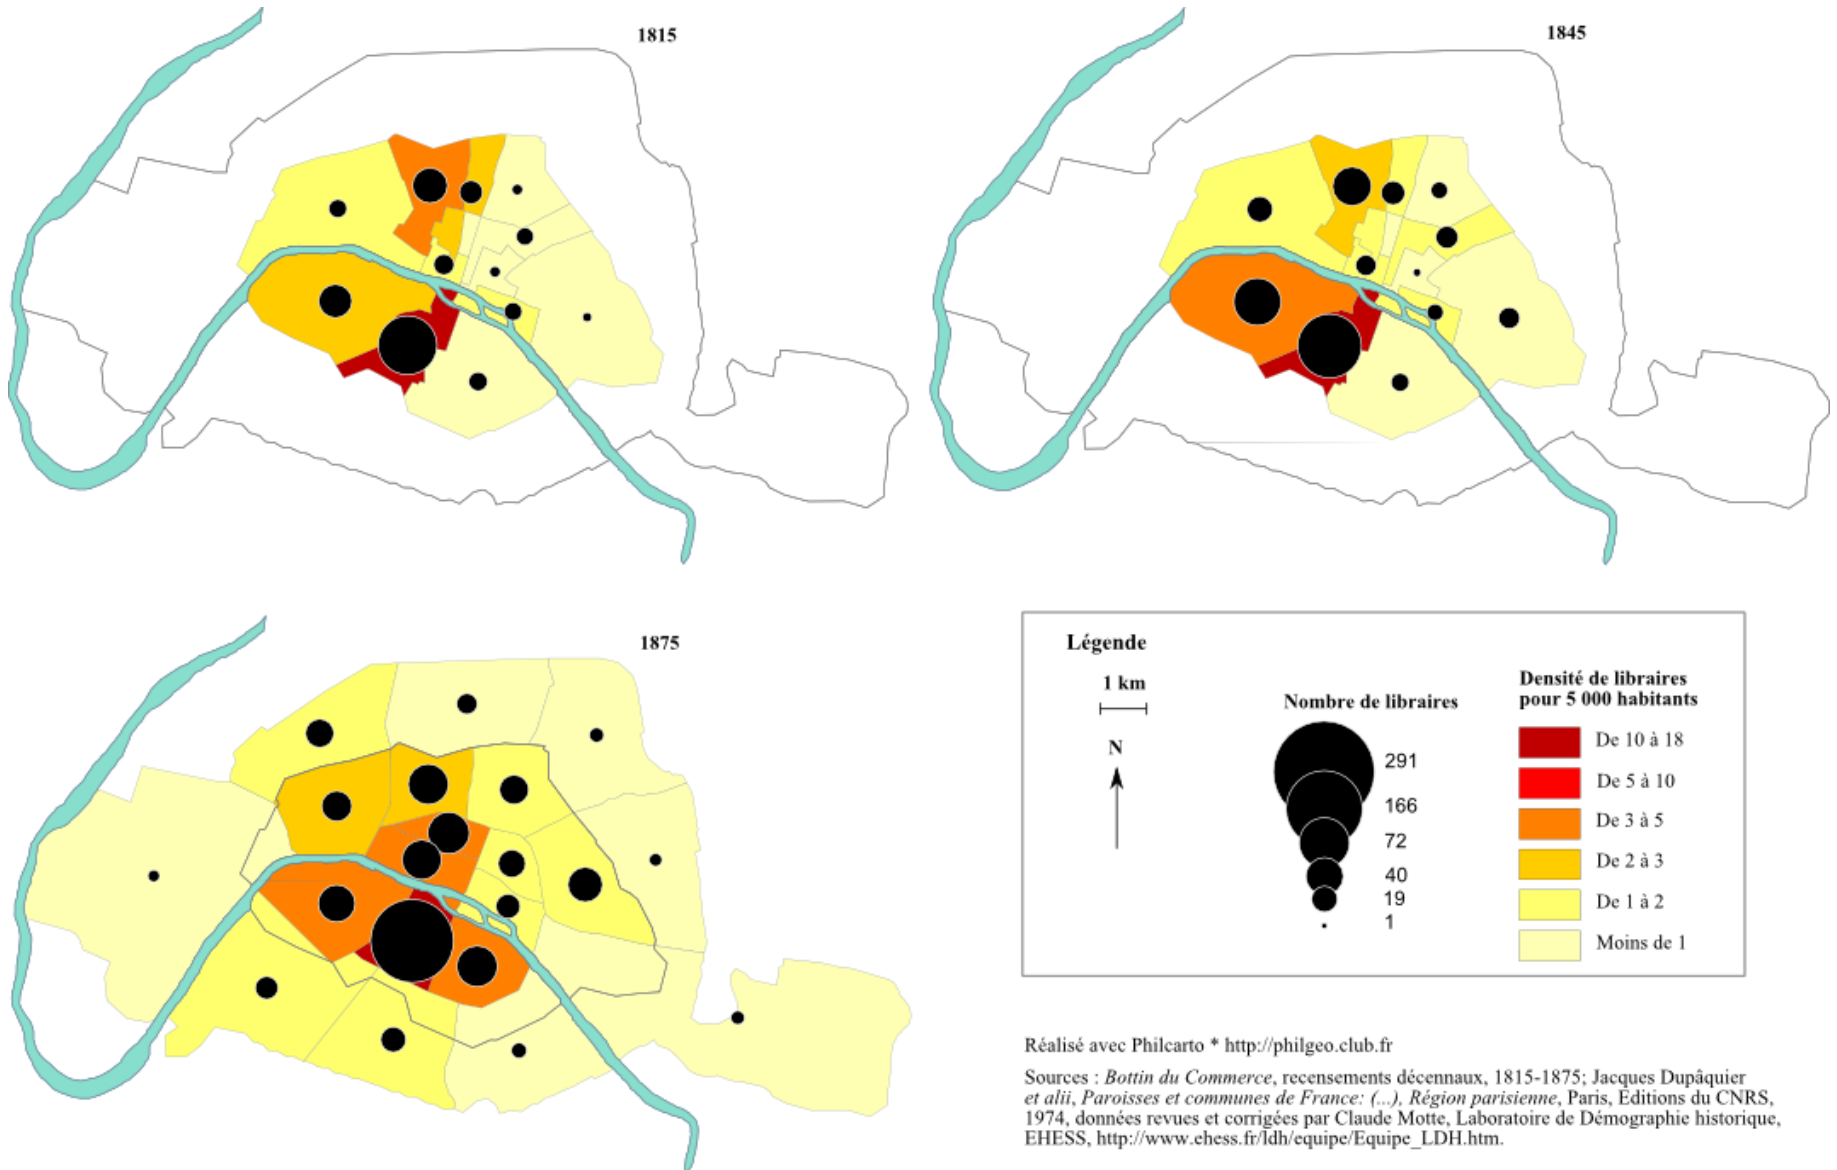 1815
1845
1875
Légende
1 km
N
Nombre de libraires
291
166
72
40
19
1
Densité de libraires
pour 5 000 habitants
De 10 à 18
De 5 à 10
De 3 à 5
De 2 à 3
De 1 à 2
Moins de 1
Réalisé avec Philcarto * http://philgeo.club.fr
Sources : Bottin du Commerce, recensements décennaux, 1815-1875; Jacques Dupâquier
et alii, Paroisses et communes de France: (...), Région parisienne, Paris, Editions du CNRS,
1974, données revues et corrigées par Claude Motte, Laboratoire de Démographie historique,
EHESS, http://www.ehess.fr/ldh/equipe/Equipe_LDH.htm.